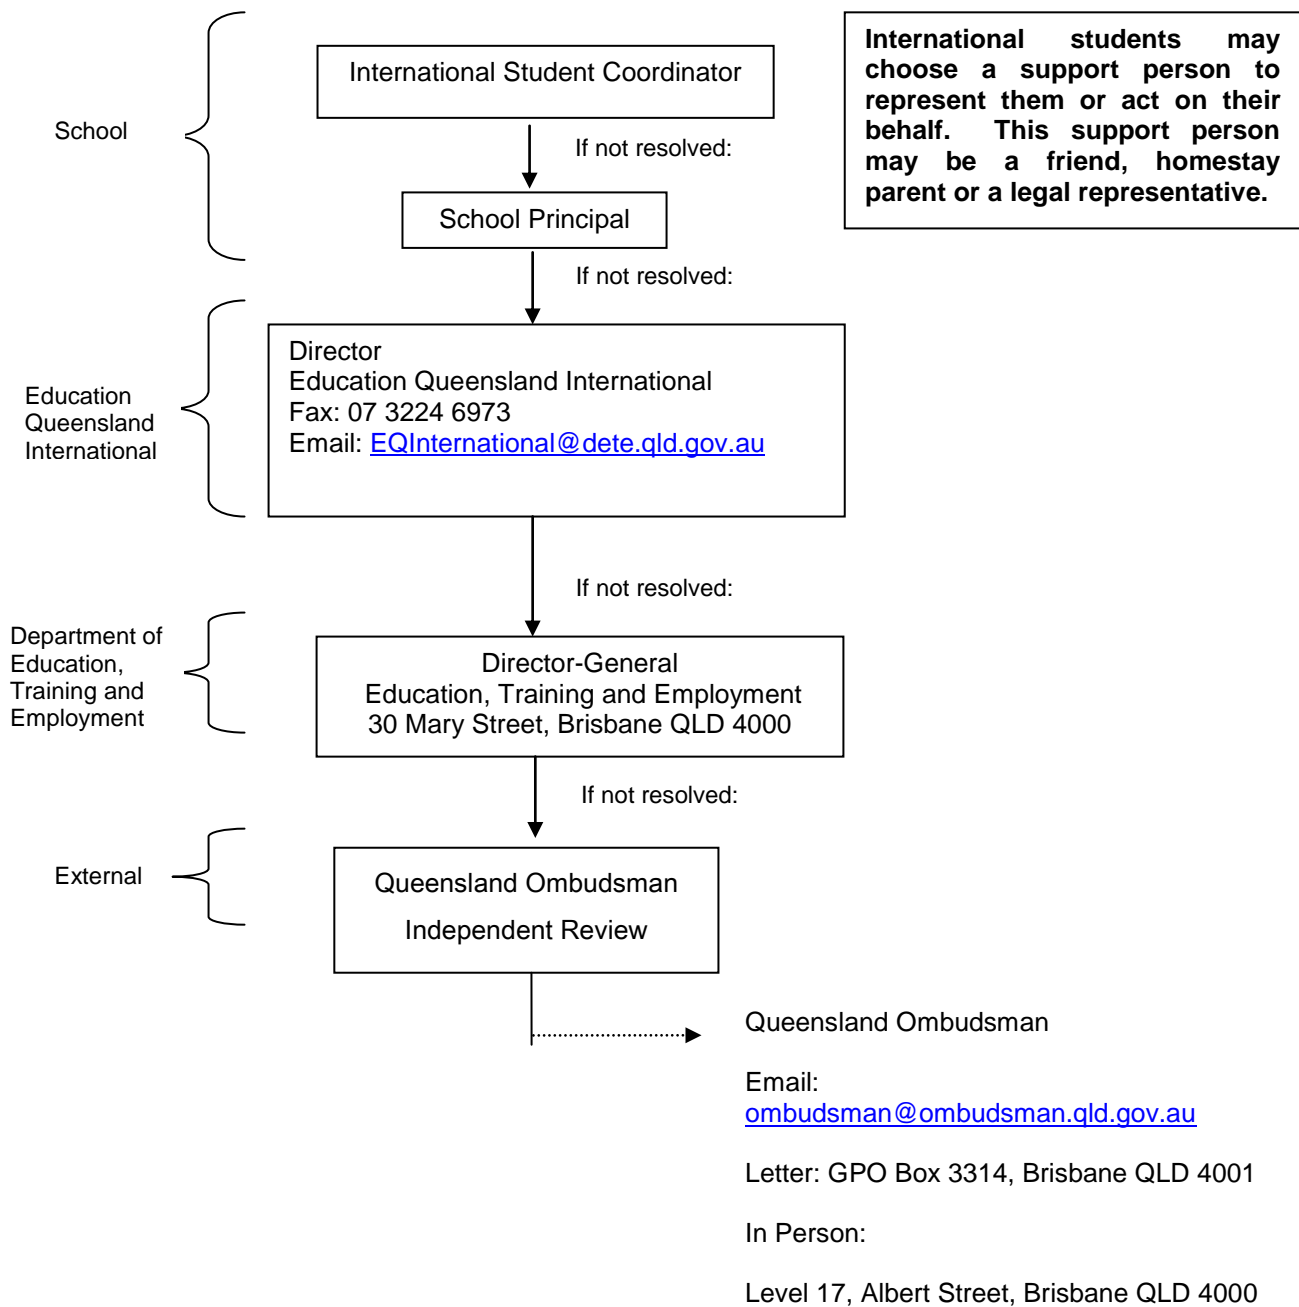 International Student Coordinator
International students may
choose a support person to
represent them or act on their
behalf. This support person
may be a friend, homestay
parent or a legal representative.
School
If not resolved:
School Principal
If not resolved:
Director
Education Queensland International
Fax: 07 3224 6973
Email: EQInternational@dete.qld.gov.au
Education
Queensland
International
If not resolved:
Department of
Education,
Training and
Employment
Director-General
Education, Training and Employment
30 Mary Street, Brisbane QLD 4000
If not resolved:
External
Queensland Ombudsman
Independent Review
Queensland Ombudsman
Email:
ombudsman@ombudsman.qld.gov.au
Letter: GPO Box 3314, Brisbane QLD 4001
In Person:
Level 17, Albert Street, Brisbane QLD 4000